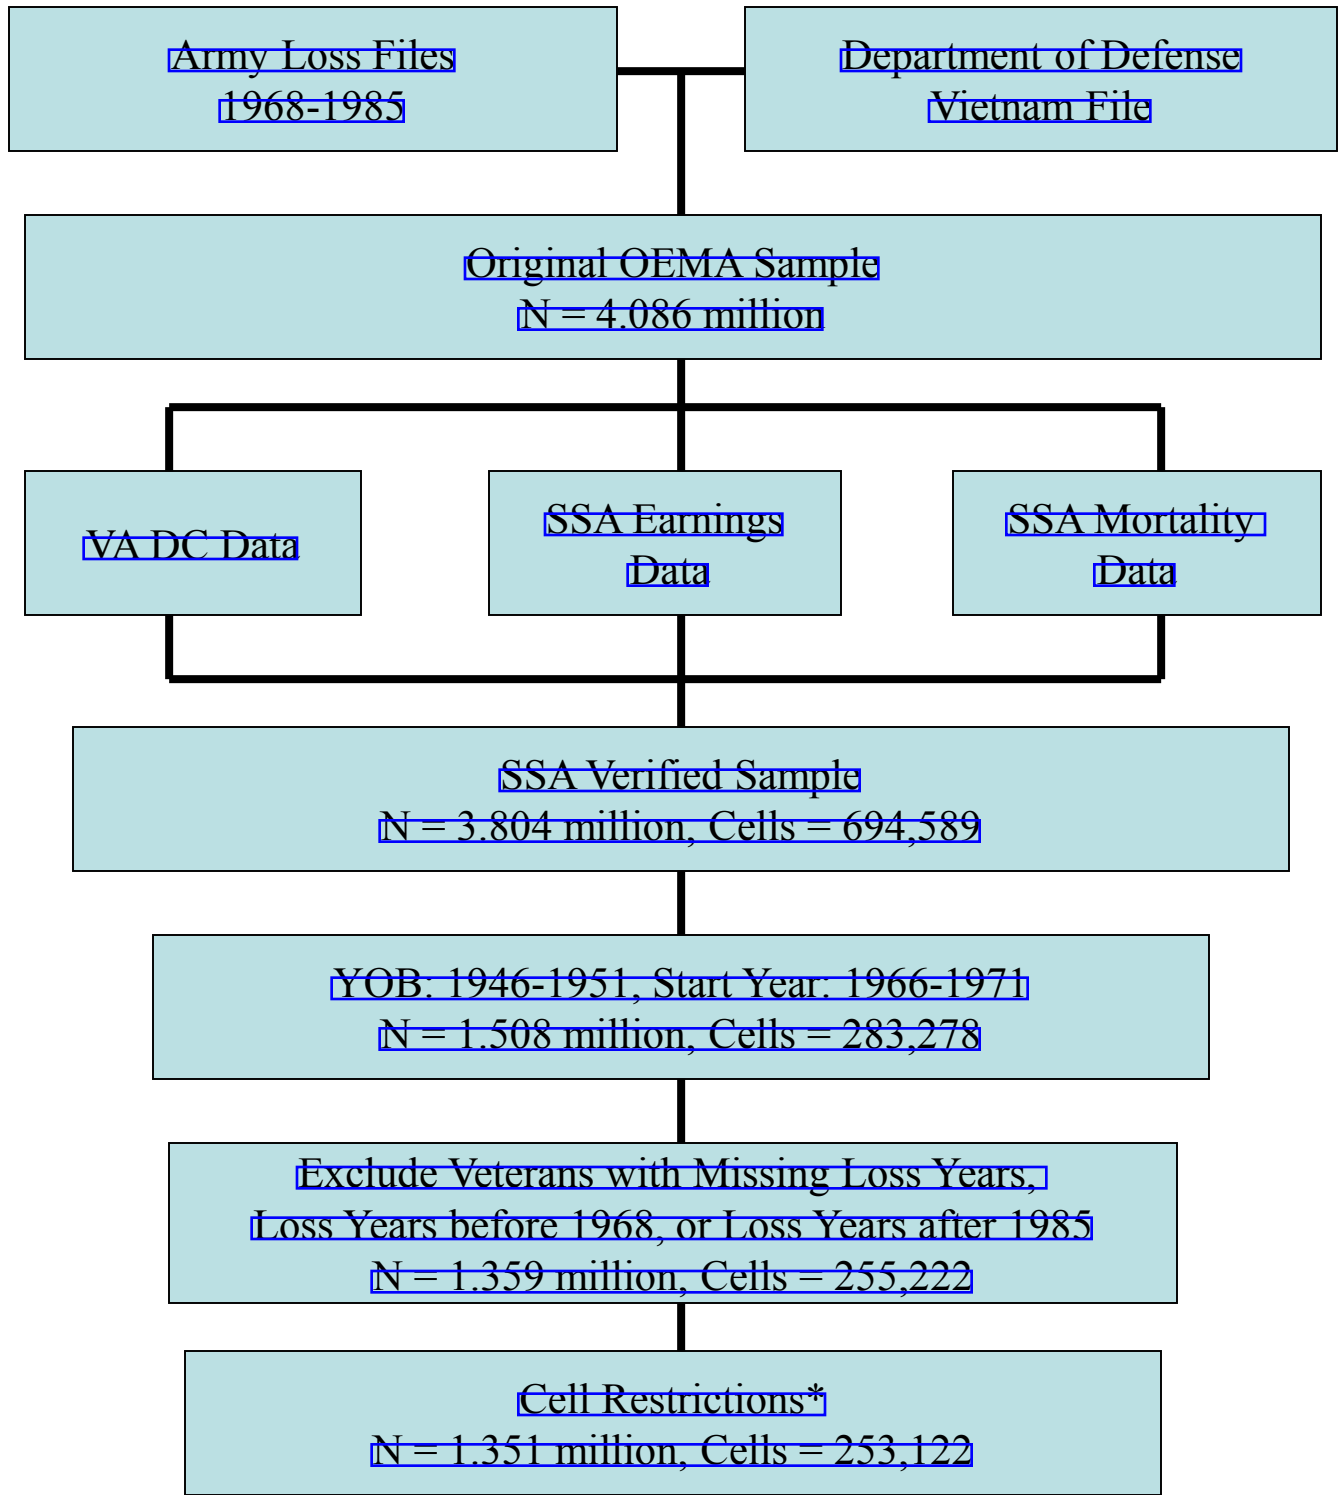 Army Loss Files
1968-1985
Department of Defense
Vietnam File
Original OEMA Sample
N = 4.086 million
VA DC Data
SSA Earnings
Data
SSA Mortality
Data
SSA Verified Sample
N = 3.804 million, Cells = 694,589
YOB: 1946-1951, Start Year: 1966-1971
N = 1.508 million, Cells = 283,278
Exclude Veterans with Missing Loss Years,
Loss Years before 1968, or Loss Years after 1985
N = 1.359 million, Cells = 255,222
Cell Restrictions*
N = 1.351 million, Cells = 253,122